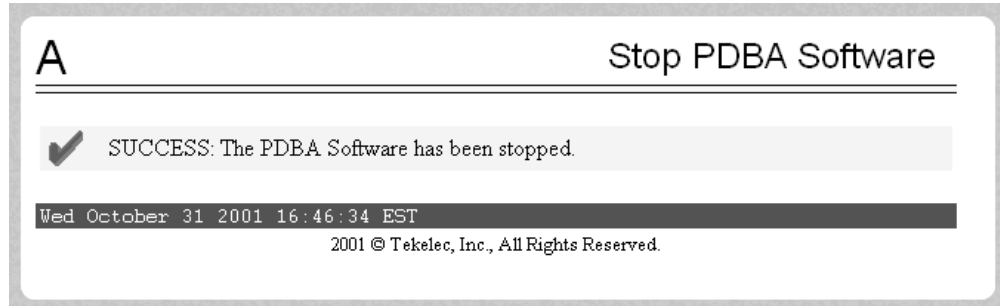 A
Stop PDBA Software
SUCCESS: The PDBA Software has been stopped.
Wed October 31 2001 16:46:34 EST
2001 © Tekelec, Inc., All Rights Reserved.